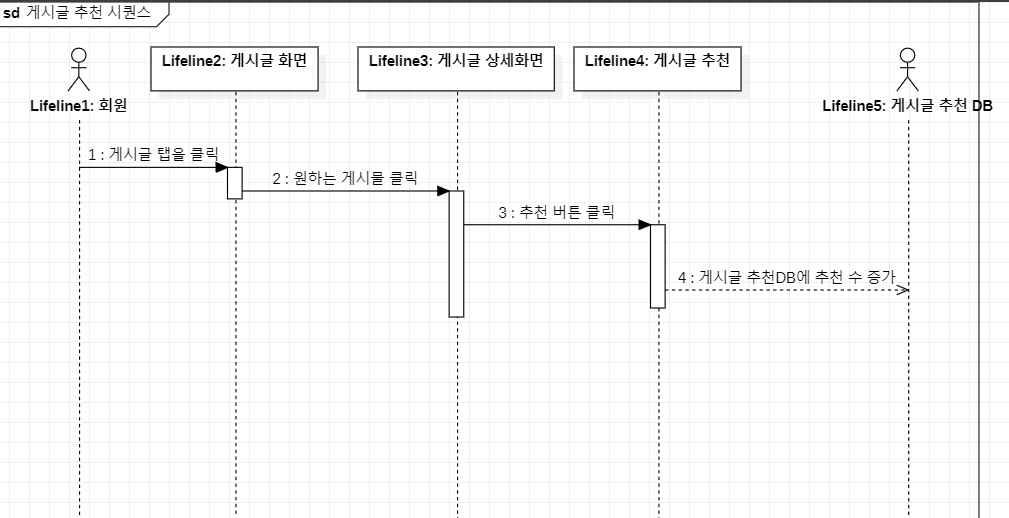 sd 게시글 추천 시퀀스
Lifeline1: 회원
Lifeline2: 게시글 화면
Lifeline3: 게시글 상세화면
Lifeline4: 게시글 추천
Lifeline5: 게시글 추천 DB
1 : 게시글 탭을 클릭
2 : 원하는 게시물 클릭
3 : 추천 버튼 클릭
4 : 게시글 추천DB에 추천 수 증가